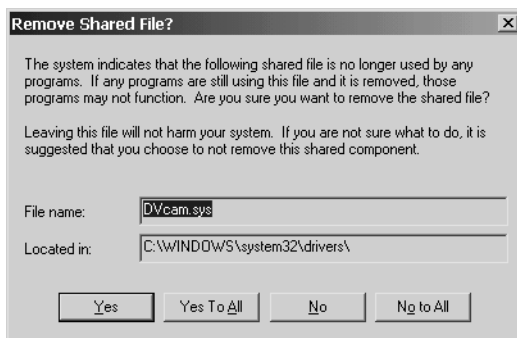 Remove Shared File?
The system indicates that the following shared file is no longer used by any
programs. If any programs are still using this file and it is removed, those
programs may not function. Are you sure you want to remove the shared file?
Leaving this file will not harm your system. If you are not sure what to do, it is
suggested that you choose to not remove this shared component.
File name: DVcam.sys
Located in: C:\WINDOWS\system32\drivers\
Yes Yes To All No No to All